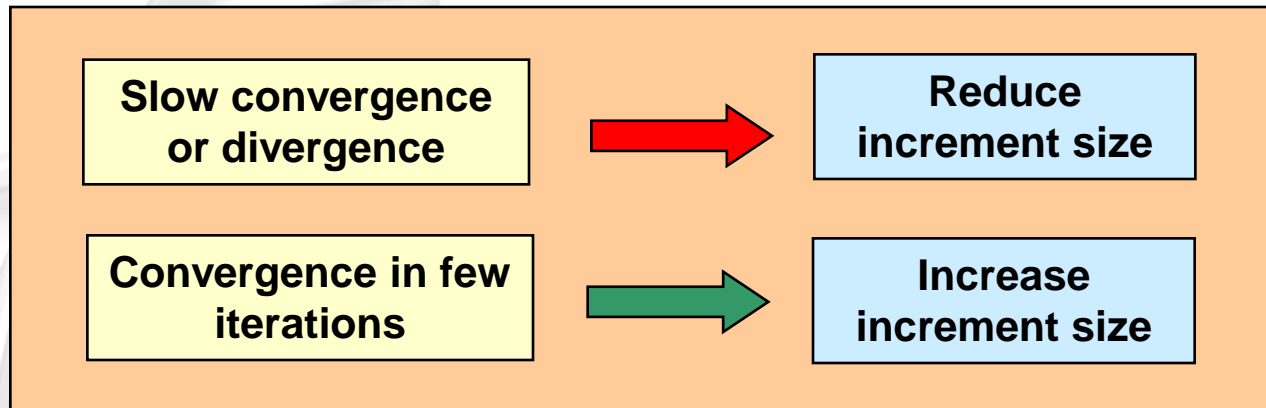 Slow convergence
or divergence
Reduce
increment size
Convergence in few
iterations
Increase
increment size